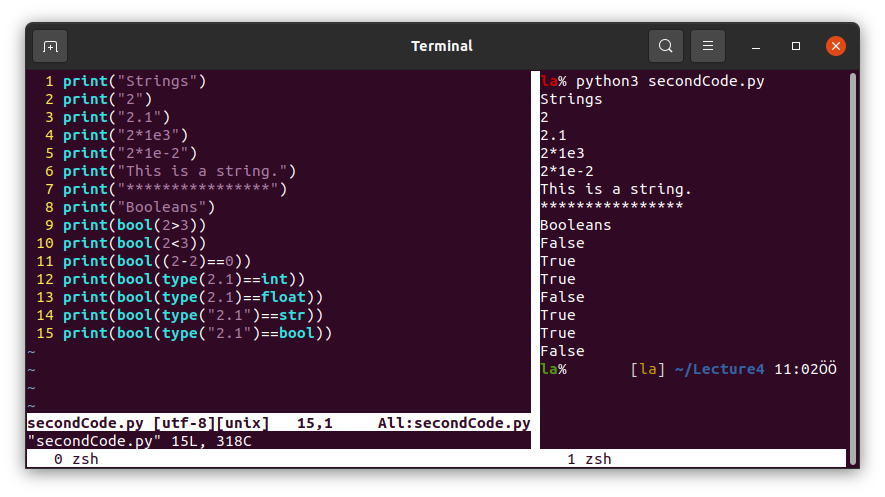 Terminal
1 print("Strings")
2 print("2")
3 print("2.1")
4 print("2*1e3")
5 print("2*1e-2")
6 print("This is a string.")
7 print("****************")
8 print("Booleans")
9 print(bool(2>3))
10 print(bool(2<3))
11 print(bool((2-2)==0))
12 print(bool(type(2.1)==int))
13 print(bool(type(2.1)==float))
14 print(bool(type("2.1")==str))
15 print(bool(type("2.1")==bool))
~
~
~
~
secondCode.py [utf-8][unix] 15,1 All:secondCode.py
"secondCode.py" 15L, 318C
0 zsh
la% python3 secondCode.py
Strings
2
2.1
2*1e3
2*1e-2
This is a string.
****************
Booleans
False
True
True
False
True
True
False
la% [la] ~/Lecture4 11:02ÖÖ
1 zsh